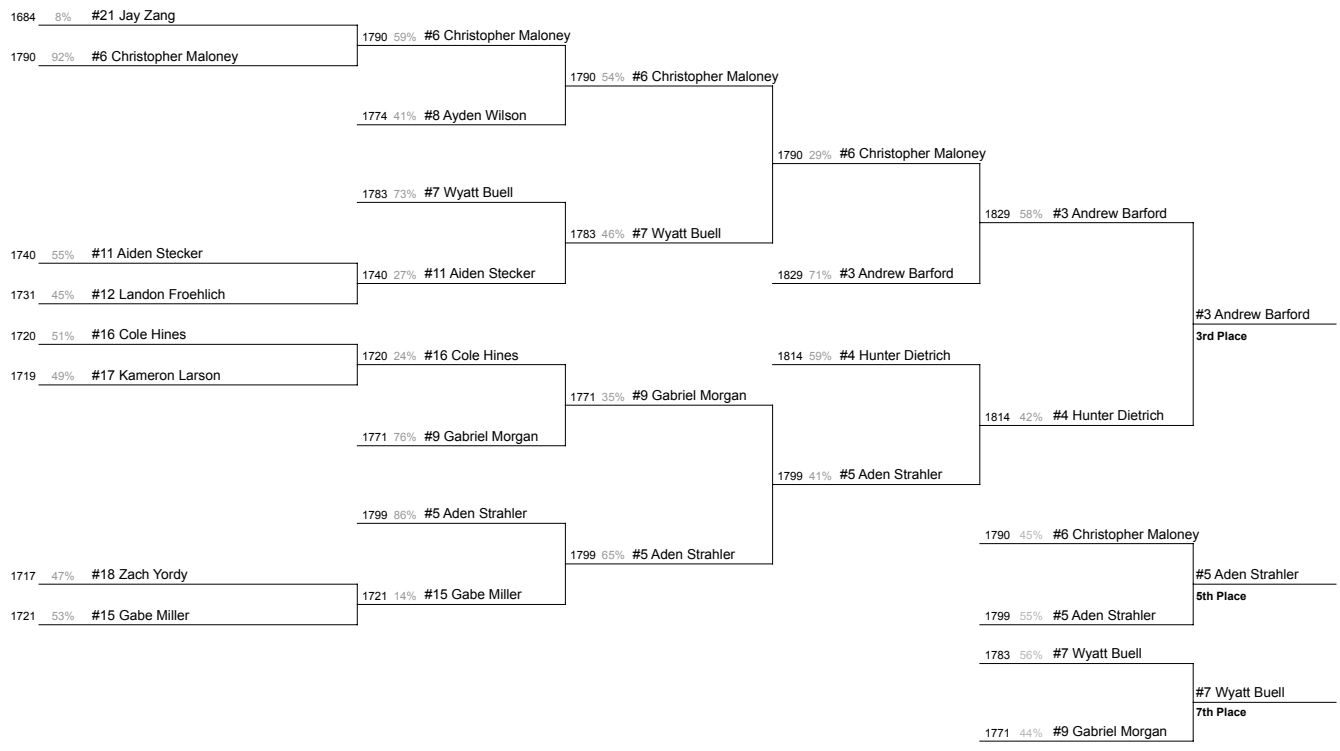 1684 8% #21 Jay Zang
1790 92% #6 Christopher Maloney
1740 55% #11 Aiden Stecker
1731 45% #12 Landon Froehlich
1720 51% #16 Cole Hines
1719 49% #17 Kameron Larson
1717 47% #18 Zach Yordy
1721 53% #15 Gabe Miller
1790 59% #6 Christopher Maloney
1774 41% #8 Ayden Wilson
1783 73% #7 Wyatt Buell
1740 27% #11 Aiden Stecker
1720 24% #16 Cole Hines
1771 76% #9 Gabriel Morgan
1799 86% #5 Aden Strahler
1721 14% #15 Gabe Miller
1790 54% #6 Christopher Maloney
1783 46% #7 Wyatt Buell
1771 35% #9 Gabriel Morgan
1799 65% #5 Aden Strahler
1790 29% #6 Christopher Maloney
1829 71% #3 Andrew Barford
1814 59% #4 Hunter Dietrich
1799 41% #5 Aden Strahler
1829 58% #3 Andrew Barford
1814 42% #4 Hunter Dietrich
#3 Andrew Barford
3rd Place
1790 45% #6 Christopher Maloney
1799 55% #5 Aden Strahler
#5 Aden Strahler
5th Place
1783 56% #7 Wyatt Buell
1771 44% #9 Gabriel Morgan
#7 Wyatt Buell
7th Place